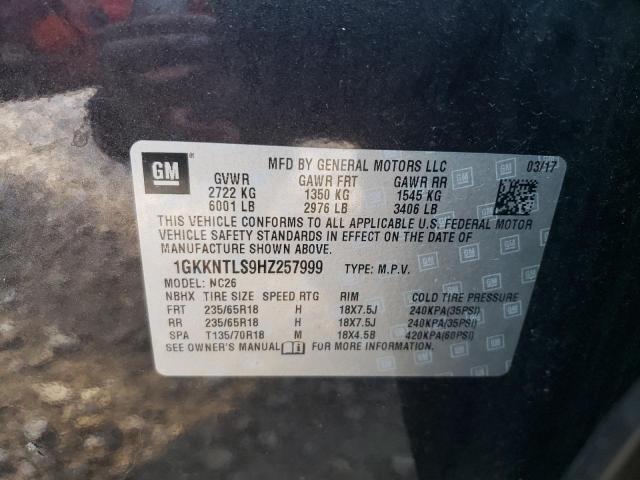 GM MFD BY GENERAL MOTORS LLC 03/17
GVWR GAWR FRT GAWR RR
2722 KG 1350 KG 1545 KG
6001 LB 2976 LB 3406 LB
THIS VEHICLE CONFORMS TO ALL APPLICABLE U.S. FEDERAL MOTOR
VEHICLE SAFETY STANDARDS IN EFFECT ON THE DATE OF
MANUFACTURE SHOWN ABOVE.
1GKKNTLS9HZ257999 TYPE: M.P.V.
MODEL: NC26
NBHX TIRE SIZE SPEED RTG RIM COLD TIRE PRESSURE
FRT 235/65R18 H 18X7.5J 240KPA(35PSI)
RR 235/65R18 H 18X7.5J 240KPA(35PSI)
SPA T135/70R18 M 18X4.5B 420KPA(60PSI)
SEE OWNER'S MANUAL FOR MORE INFORMATION